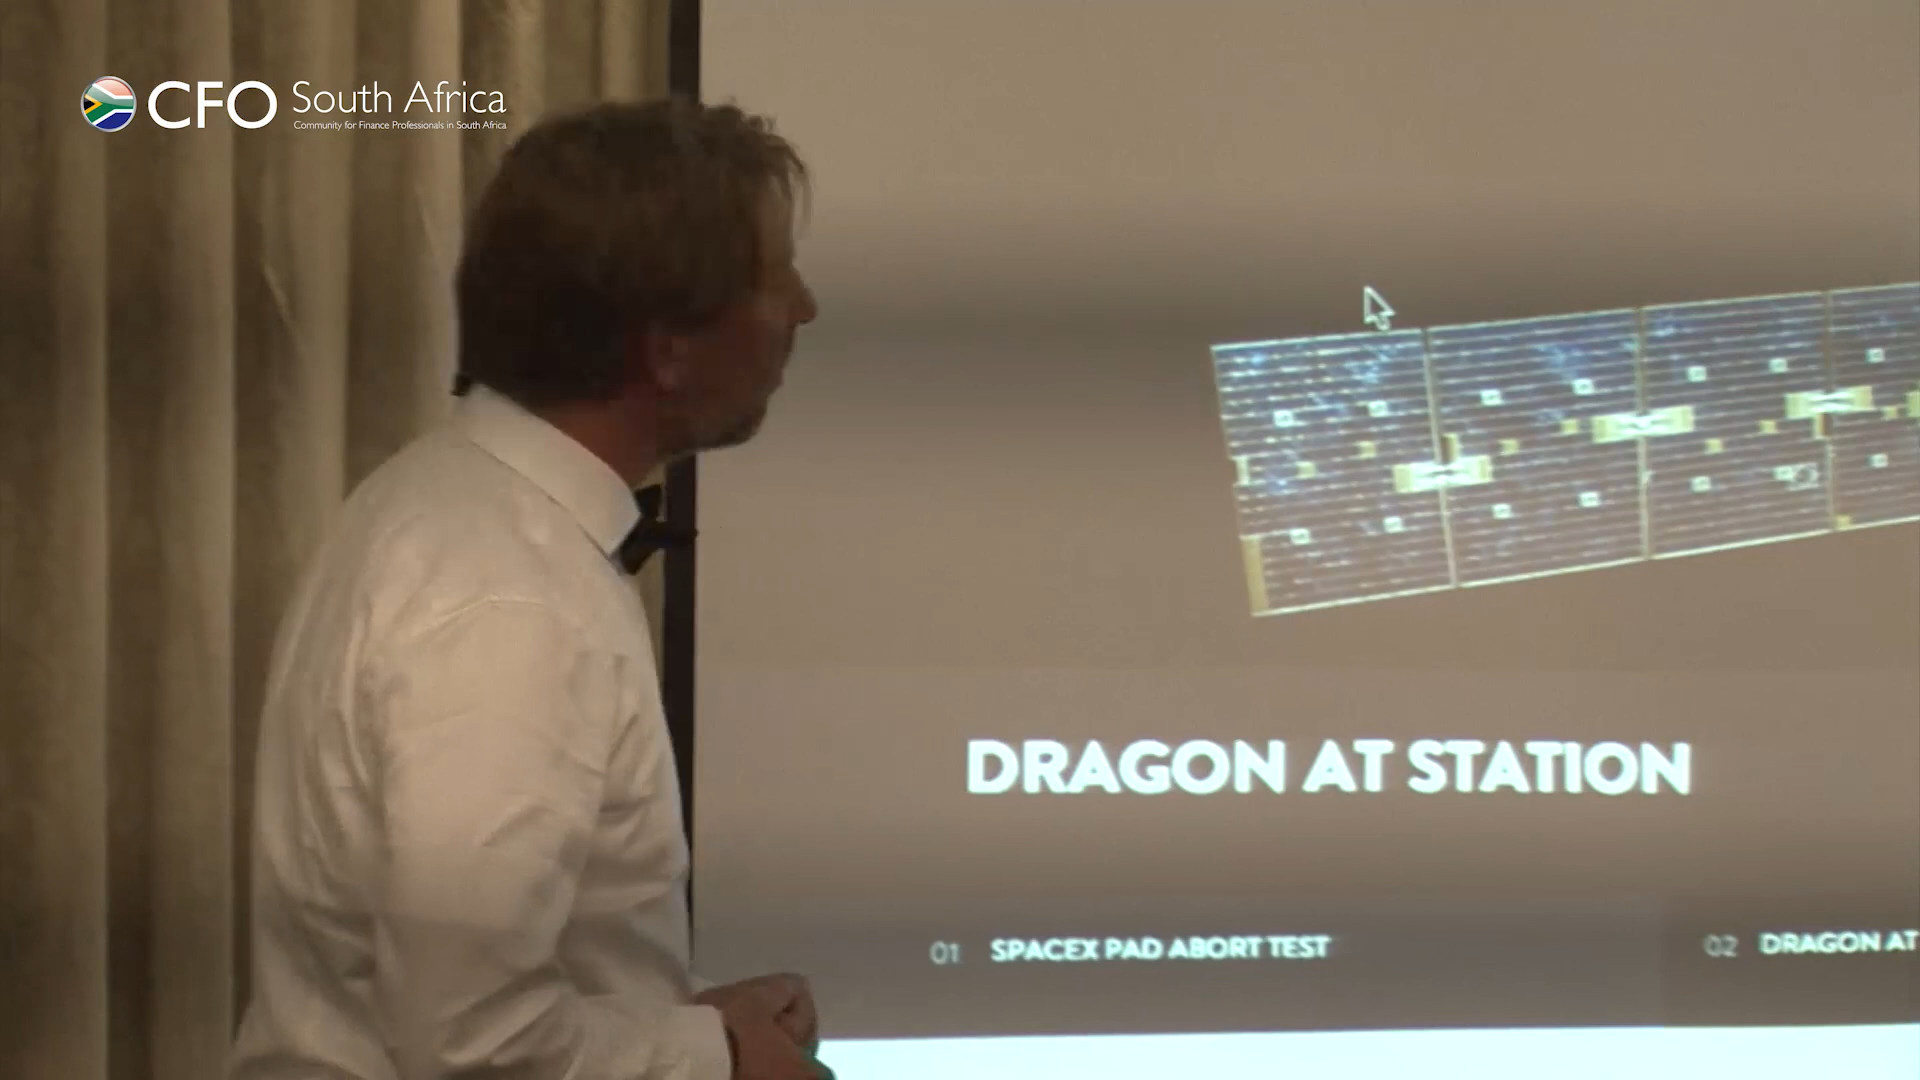 CFO South Africa
Community for Finance Professionals in South Africa
DRAGON AT STATION
01 SPACEX PAD ABORT TEST
02 DRAGON AT